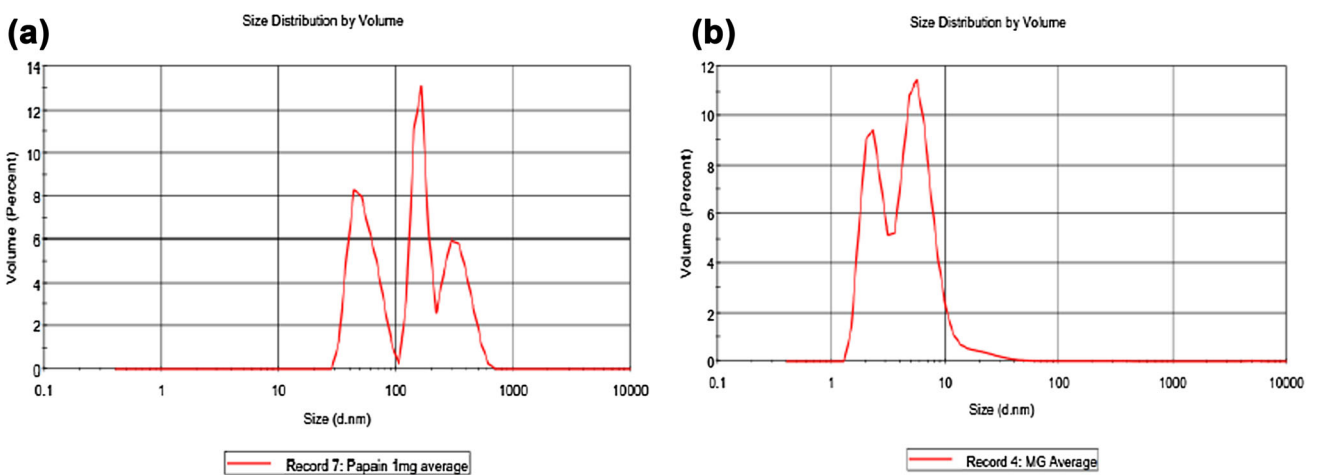 (a)
Size Distribution by Volume
14
12
10
8
6
4
2
0
Volume (Percent)
0.1 1 10 100 1000 10000
Size (d.nm)
Record 7: Papain 1mg average
(b)
Size Distribution by Volume
12
10
8
6
4
2
0
Volume (Percent)
0.1 1 10 100 1000 10000
Size (d.nm)
Record 4: MG Average